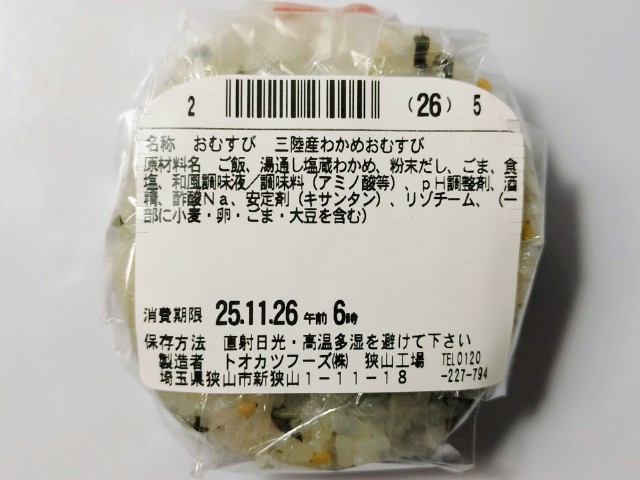 2 (26) 5
名称 おむすび 三陸産わかめおむすび
原材料名 ご飯、湯通し塩蔵わかめ、粉末だし、ごま、食
塩、和風調味液/調味料(アミノ酸等)、pH調整剤、酒
精、酢酸Na、安定剤(キサンタン)、リゾチーム、(一
部に小麦・卵・ごま・大豆を含む)
消費期限 25.11.26 午前 6時
保存方法 直射日光・高温多湿を避けて下さい
製造者 トオカツフーズ㈱ 狭山工場 TEL0120
埼玉県狭山市新狭山1-11-18 -227-794